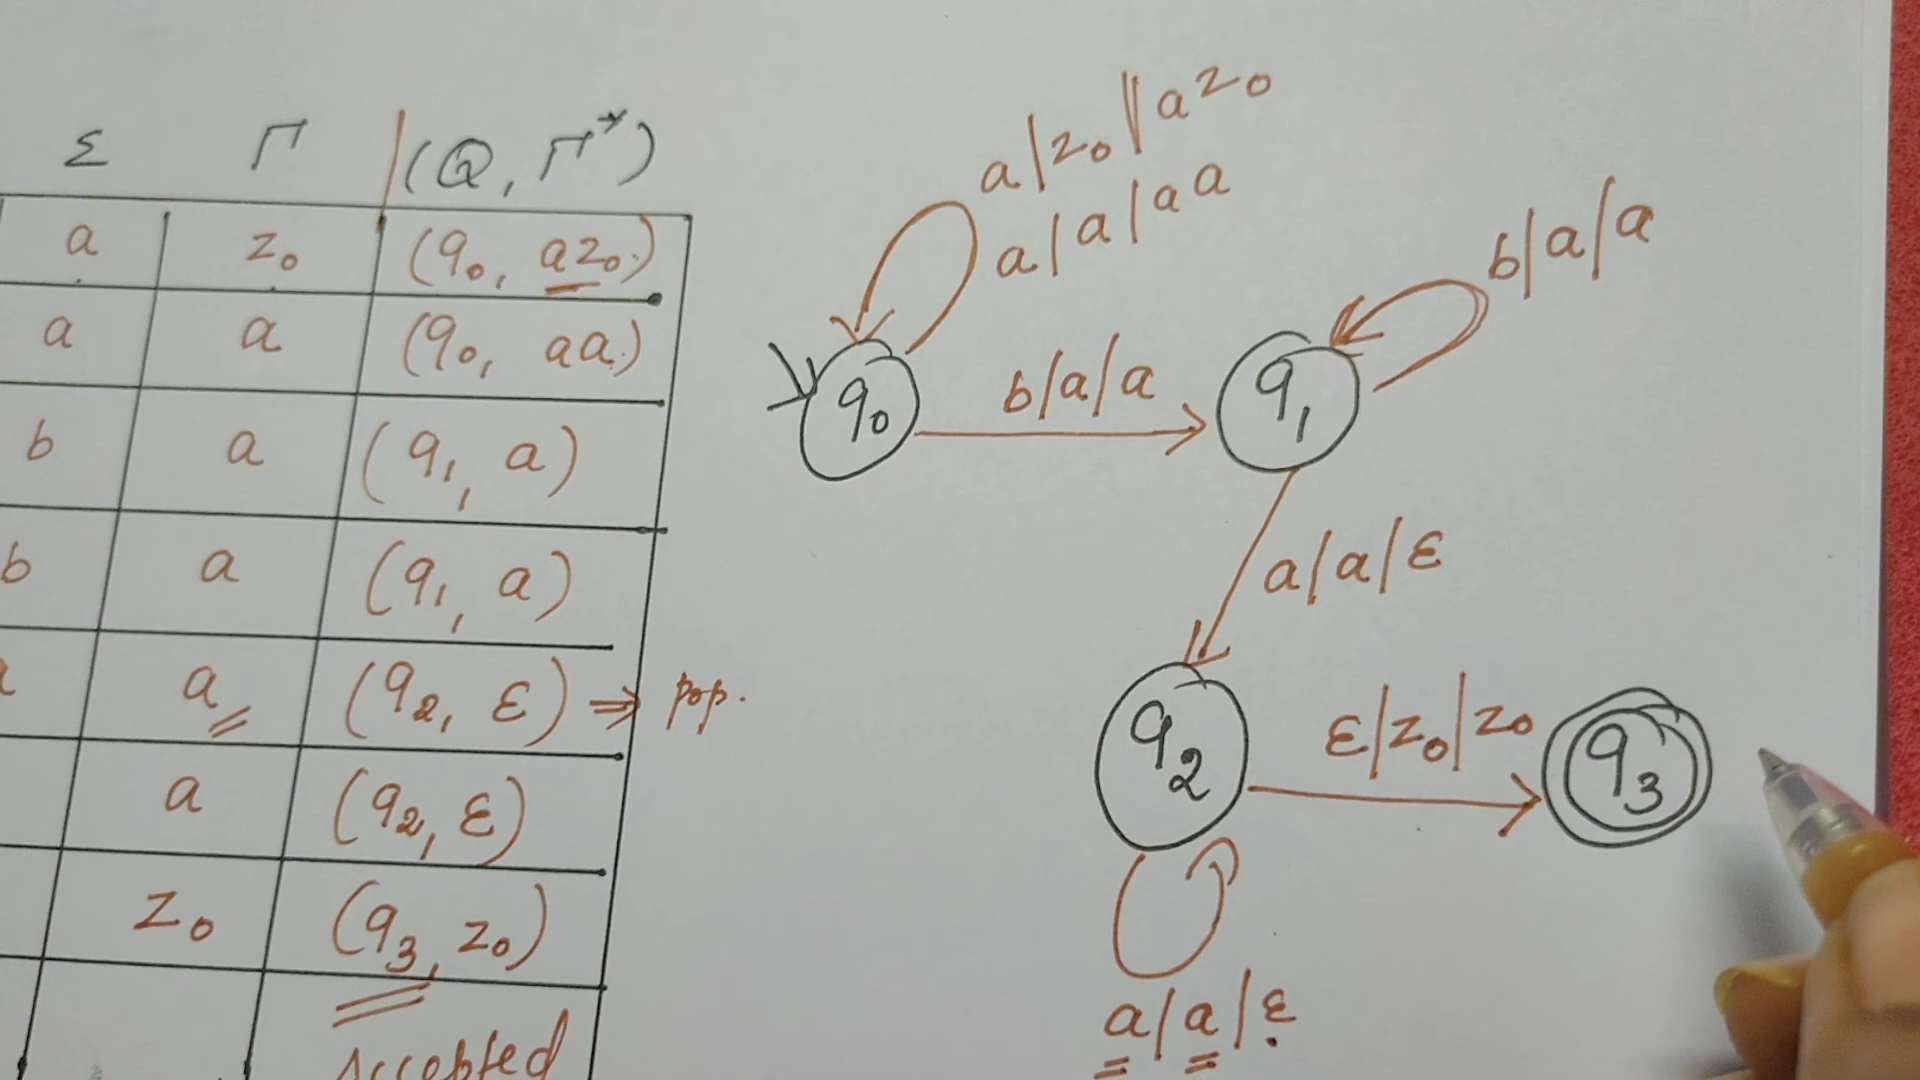 Σ Γ (Q, Γ*)
a z₀ (q₀, az₀)
a a (q₀, aa)
b a (q₁, a)
b a (q₁, a)
a (q₂, ε) ⇒ pop.
a (q₂, ε)
z₀ (q₃, z₀)
Accepted
a|z₀||az₀
a|a|aa
b|a|a
q₀
b|a|a
q₁
a|a|ε
q₂
ε|z₀|z₀
q₃
a|a|ε